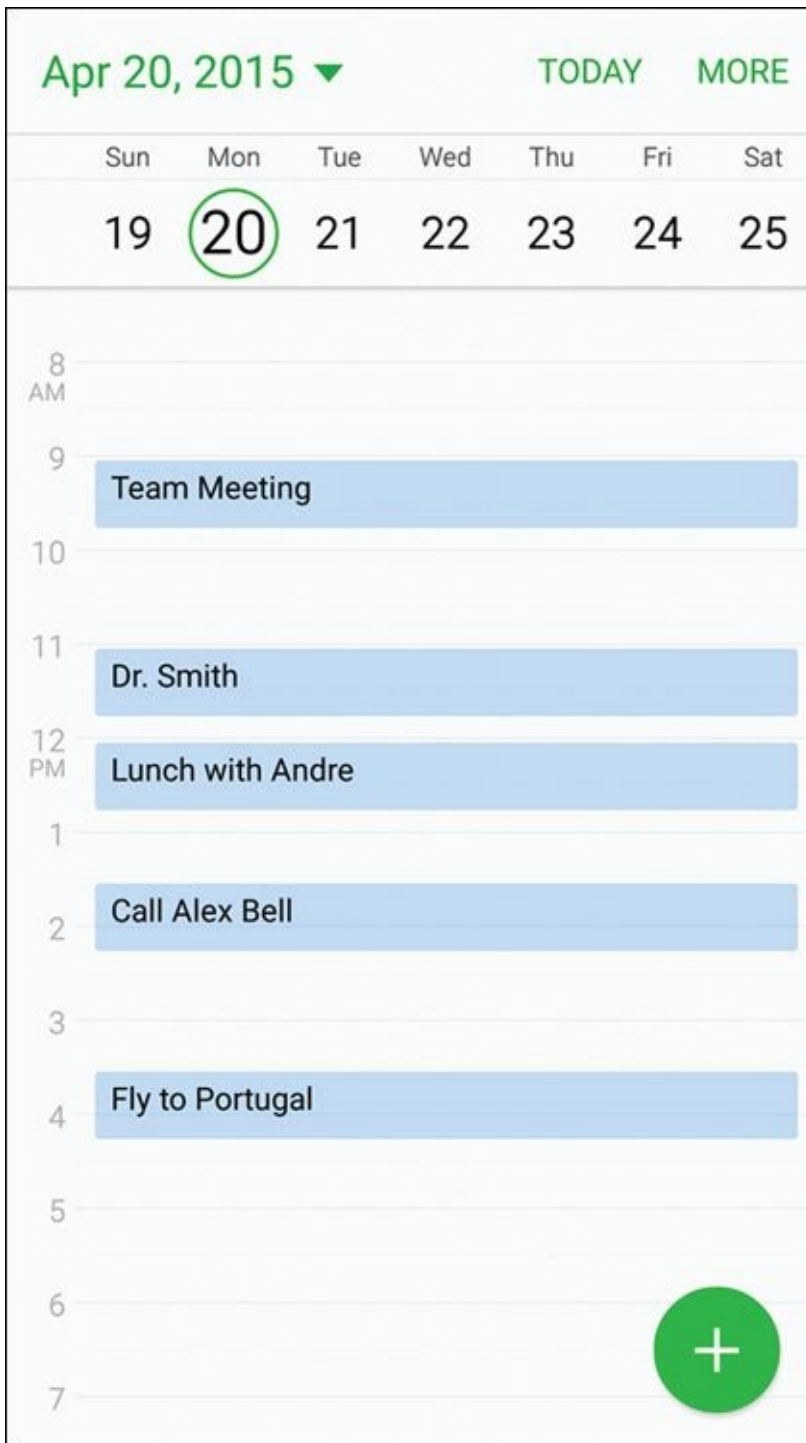 Apr 20, 2015 TODAY MORE
Sun Mon Tue Wed Thu Fri Sat
19 20 21 22 23 24 25
8
AM
9
Team Meeting
10
11
Dr. Smith
12
PM
Lunch with Andre
1
Call Alex Bell
2
3
Fly to Portugal
4
5
6
7